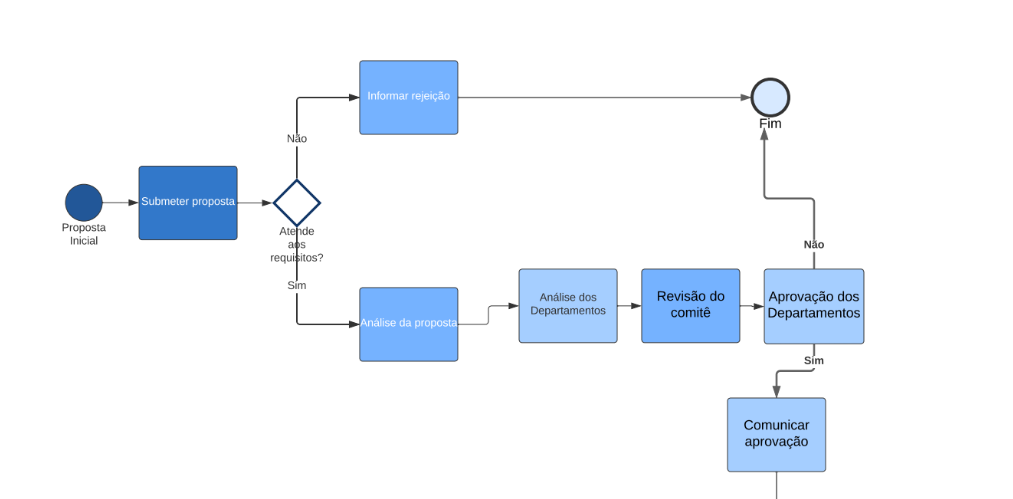 Informar rejeição
Fim
Não
Submeter proposta
Proposta
Inicial
Atende
aos
requisitos?
Não
Sim
Análise da proposta
Análise dos
Departamentos
Revisão do
comitê
Aprovação dos
Departamentos
Sim
Comunicar
aprovação